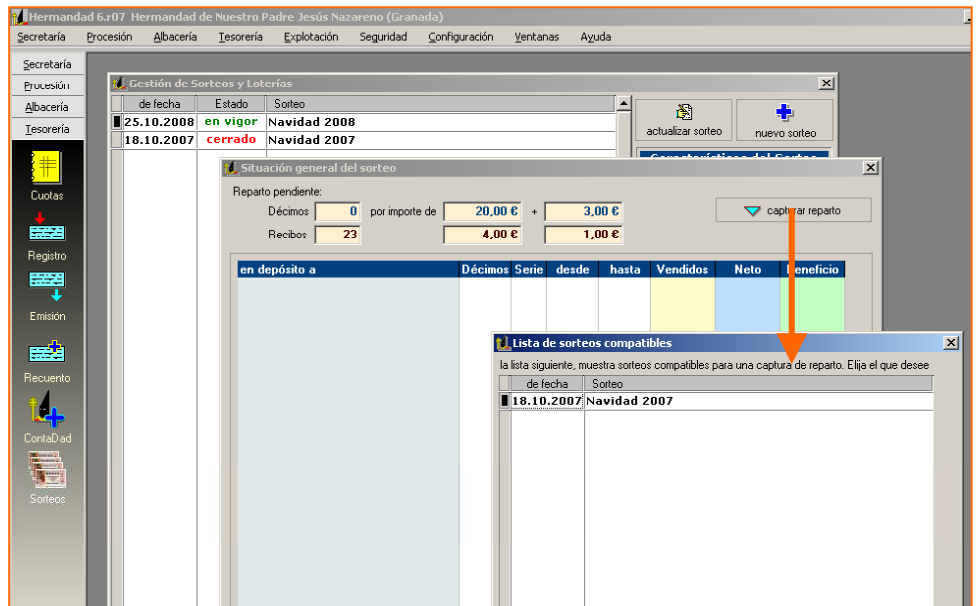 Hermandad 6.r07 Hermandad de Nuestro Padre Jesús Nazareno (Granada)
Secretaría Procesión Albacería Tesorería Explotación Seguridad Configuración Ventanas Ayuda
Secretaría
Procesión
Albacería
Tesorería
Cuotas
Registro
Emisión
Recuento
ContaDad
Sorteos
Gestión de Sorteos y Loterías
de fecha Estado Sorteo
25.10.2008 en vigor Navidad 2008
18.10.2007 cerrado Navidad 2007
actualizar sorteo nuevo sorteo
Características del Sorteo
Situación general del sorteo
Reparto pendiente:
Décimos 0 por importe de 20,00 € + 3,00 €
Recibos 23 4,00 € 1,00 €
capturar reparto
en depósito a Décimos Serie desde hasta Vendidos Neto Beneficio
Lista de sorteos compatibles
la lista siguiente, muestra sorteos compatibles para una captura de reparto. Elija el que desee
de fecha Sorteo
18.10.2007 Navidad 2007